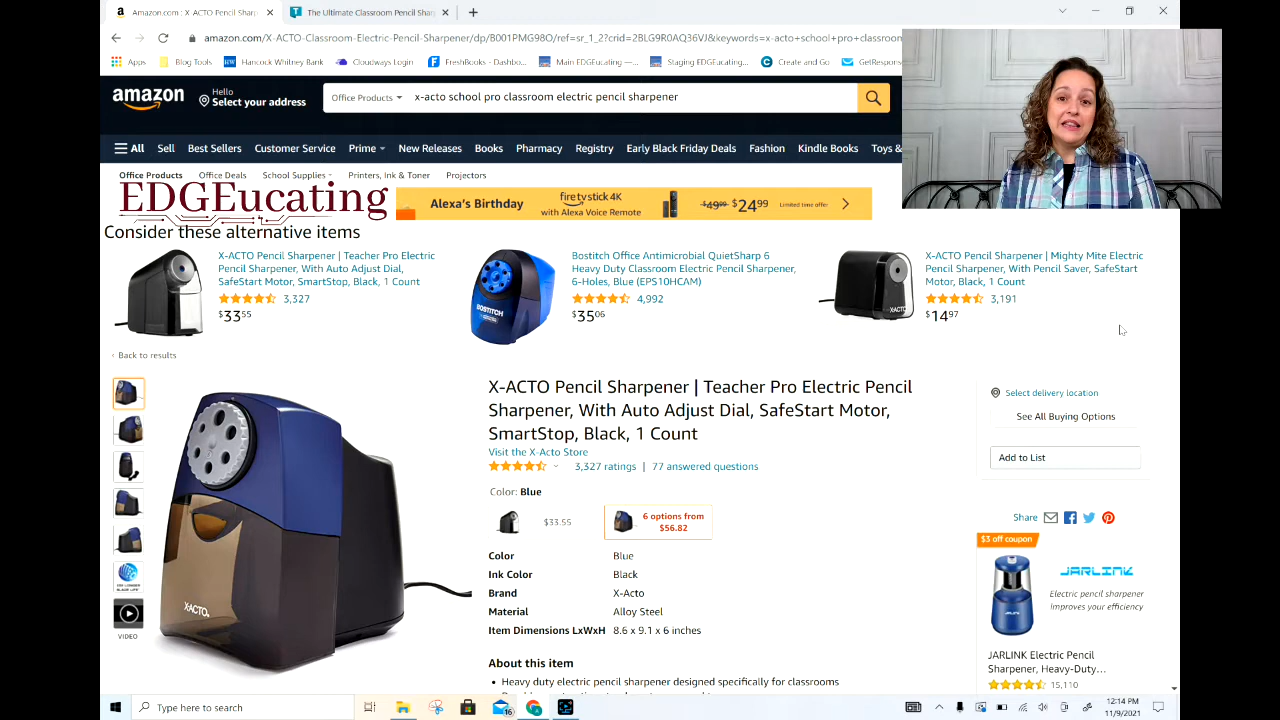 Amazon.com : X-ACTO Pencil Sharp
The Ultimate Classroom Pencil Shar
amazon.com/X-ACTO-Classroom-Electric-Pencil-Sharpener/dp/B001PMG98O/ref=sr_1_2?crid=2BLG9R0AQ36VJ&keywords=x-acto+school+pro+classroom
Apps Blog Tools Hancock Whitney Bank Cloudways Login FreshBooks - Dashbo... Main EDGEucating —... Staging EDGEucating... Create and Go GetRespon
amazon
Hello
Select your address
Office Products
x-acto school pro classroom electric pencil sharpener
All Sell Best Sellers Customer Service Prime New Releases Books Pharmacy Registry Early Black Friday Deals Fashion Kindle Books Toys &
Office Products Office Deals School Supplies Printers, Ink & Toner Projectors
EDGEucating
Alexa's Birthday
fire tv stick 4K
with Alexa Voice Remote
$49.99 $24.99
Limited time offer
Consider these alternative items
X-ACTO Pencil Sharpener | Teacher Pro Electric
Pencil Sharpener, With Auto Adjust Dial,
SafeStart Motor, SmartStop, Black, 1 Count
3,327
$33.55
BOSTITCH
Bostitch Office Antimicrobial QuietSharp 6
Heavy Duty Classroom Electric Pencil Sharpener,
6-Holes, Blue (EPS10HCAM)
4,992
$35.06
X-ACTO
X-ACTO Pencil Sharpener | Mighty Mite Electric
Pencil Sharpener, With Pencil Saver, SafeStart
Motor, Black, 1 Count
3,191
$14.97
‹ Back to results
X-ACTO
VIDEO
X-ACTO Pencil Sharpener | Teacher Pro Electric Pencil
Sharpener, With Auto Adjust Dial, SafeStart Motor,
SmartStop, Black, 1 Count
Visit the X-Acto Store
3,327 ratings | 77 answered questions
Color: Blue
$33.55
6 options from
$56.82
Color Blue
Ink Color Black
Brand X-Acto
Material Alloy Steel
Item Dimensions LxWxH 8.6 x 9.1 x 6 inches
About this item
• Heavy duty electric pencil sharpener designed specifically for classrooms
Select delivery location
See All Buying Options
Add to List
Share
$3 off coupon
JARLINK
Electric pencil sharpener
improves your efficiency
JARLINK Electric Pencil
Sharpener, Heavy-Duty...
15,110
Type here to search
16
12:14 PM
11/9/2021